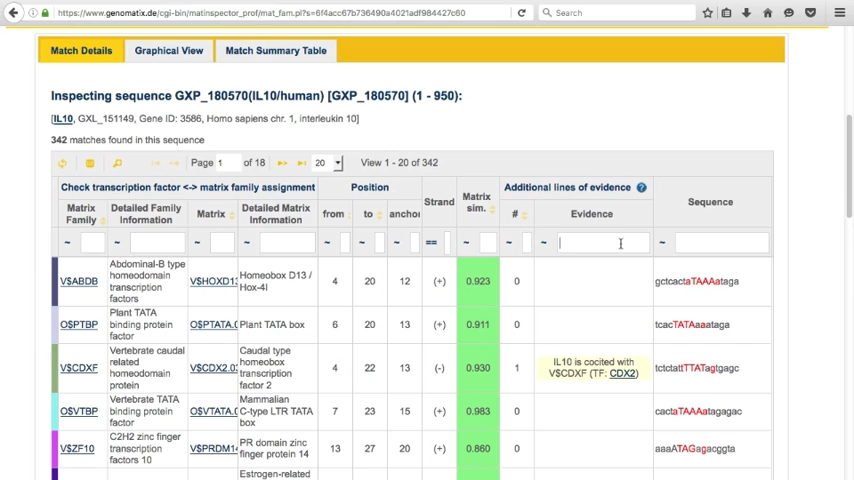 https://www.genomatix.de/cgi-bin/matinspector_prof/mat_fam.pl?s=6f4acc67b736490a4021adf984427c60
Search
Match Details
Graphical View
Match Summary Table
Inspecting sequence GXP_180570(IL10/human) [GXP_180570] (1 - 950):
[IL10, GXL_151149, Gene ID: 3586, Homo sapiens chr. 1, interleukin 10]
342 matches found in this sequence
Page 1 of 18 20 View 1 - 20 of 342
Check transcription factor <-> matrix family assignment
Position
Strand
Matrix
sim.
Additional lines of evidence ?
Sequence
Matrix
Family
Detailed Family
Information
Matrix
Detailed Matrix
Information
from
to
anchor
#
Evidence
~ ~ ~ ~ ~ ~ ~ == ~ ~ ~ ~
V$ABDB
Abdominal-B type
homeodomain
transcription
factors
V$HOXD13
Homeobox D13 /
Hox-4I
4 20 12 (+) 0.923 0
gctcactaTAAAataga
O$PTBP
Plant TATA
binding protein
factor
O$PTATA.0
Plant TATA box
6 20 13 (+) 0.911 0
tcacTATAaaataga
V$CDXF
Vertebrate caudal
related
homeodomain
protein
V$CDX2.03
Caudal type
homeobox
transcription
factor 2
4 22 13 (-) 0.930 1
IL10 is cocited with
V$CDXF (TF: CDX2)
tctctattTTATagtgagc
O$VTBP
Vertebrate TATA
binding protein
factor
O$VTATA.0
Mammalian
C-type LTR TATA
box
7 23 15 (+) 0.983 0
cactaTAAAatagagac
V$ZF10
C2H2 zinc finger
transcription
factors 10
V$PRDM14
PR domain zinc
finger protein 14
13 27 20 (+) 0.860 0
aaaATAGagacggta
Estrogen-related